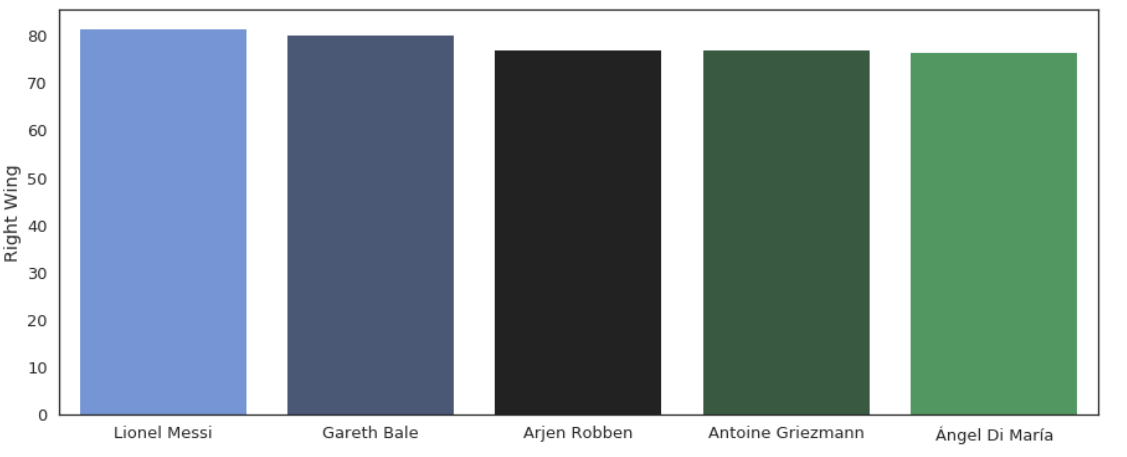 Right Wing
80
70
60
50
40
30
20
10
0
Lionel Messi
Gareth Bale
Arjen Robben
Antoine Griezmann
Ángel Di María